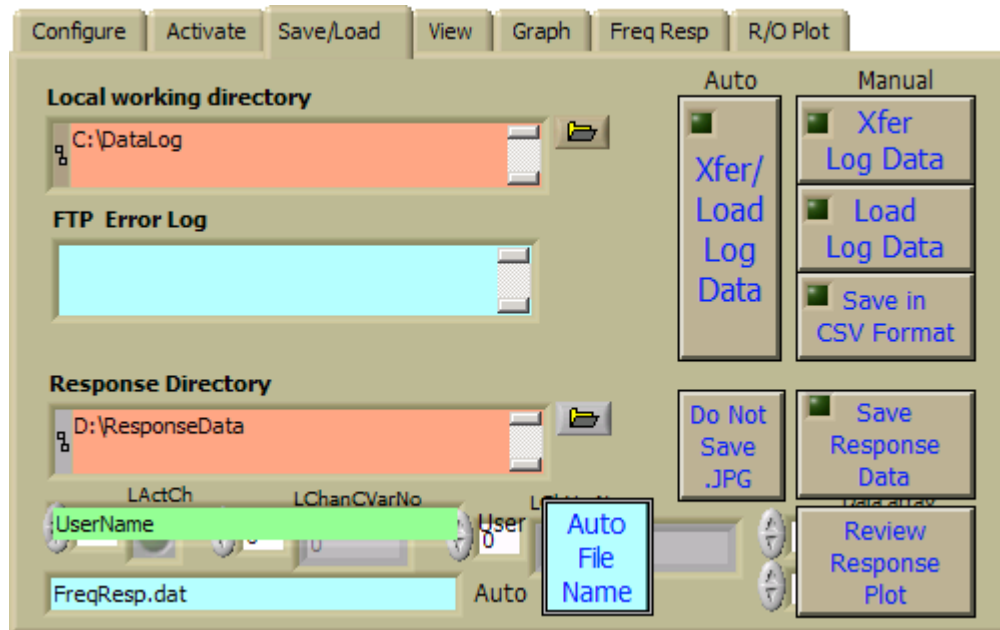 Configure
Activate
Save/Load
View
Graph
Freq Resp
R/O Plot
Local working directory
C:\DataLog
FTP Error Log
Response Directory
D:\ResponseData
LActCh
LChanCVarNo
UserName
User
0
0
FreqResp.dat
Auto
Auto
File
Name
Auto
Xfer/
Load
Log
Data
Manual
Xfer
Log Data
Load
Log Data
Save in
CSV Format
Do Not
Save
.JPG
Save
Response
Data
Review
Response
Plot